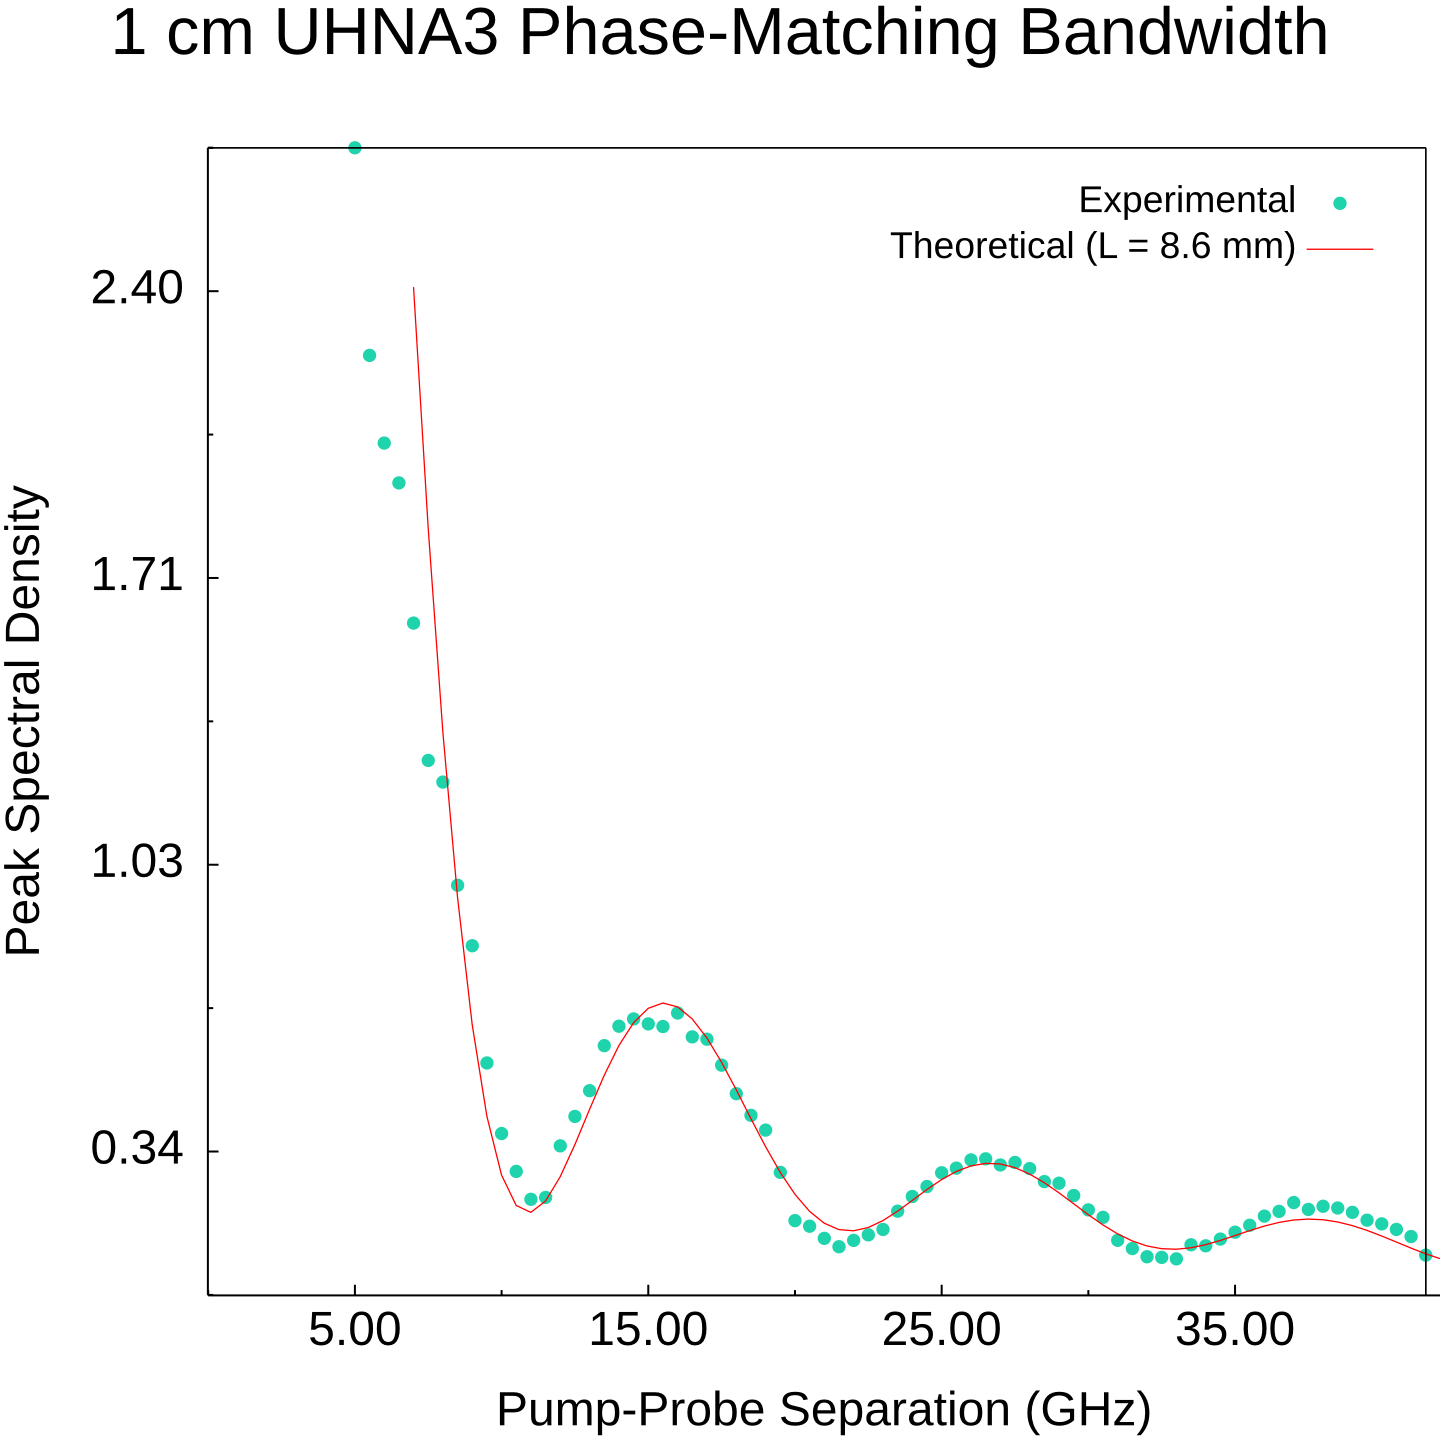 1 cm UHNA3 Phase-Matching Bandwidth
Experimental
Theoretical (L = 8.6 mm)
2.40
1.71
1.03
0.34
Peak Spectral Density
5.00
15.00
25.00
35.00
Pump-Probe Separation (GHz)